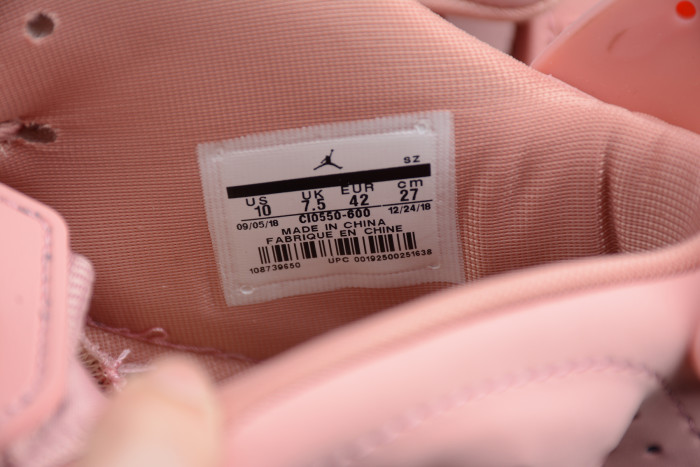 SZ
US UK EUR cm
10 7.5 42 27
09/05/18 CI0550-600 12/24/18
MADE IN CHINA
FABRIQUE EN CHINE
108739650 UPC 00192500251638